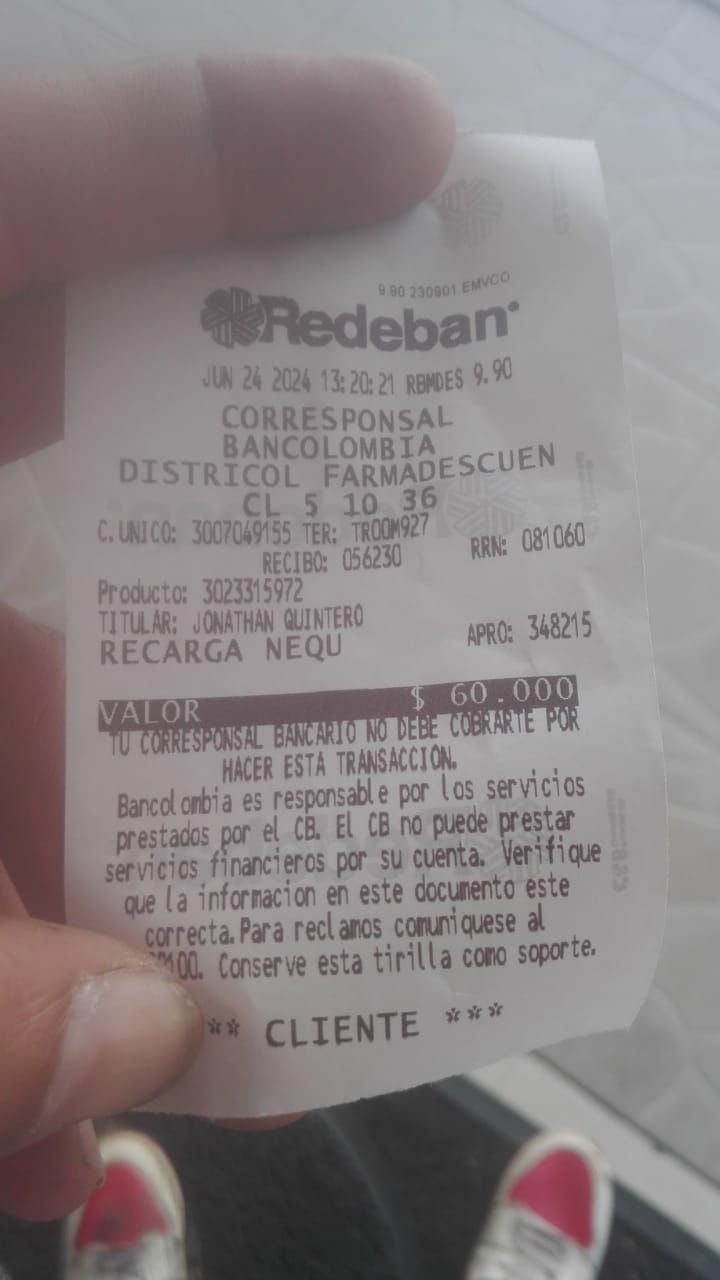 9.90 230901 EMVCO
Redeban
JUN 24 2024 13:20:21 RBMDES 9.90
CORRESPONSAL
BANCOLOMBIA
DISTRICOL FARMADESCUEN
CL 5 10 36
C. UNICO: 3007049155 TER: TROOM927
RECIBO: 056230 RRN: 081060
Producto: 3023315972
TITULAR: JONATHAN QUINTERO
RECARGA NEQU APRO: 348215
VALOR $ 60.000
TU CORRESPONSAL BANCARIO NO DEBE COBRARTE POR
HACER ESTA TRANSACCION.
Bancolombia es responsable por los servicios
prestados por el CB. El CB no puede prestar
servicios financieros por su cuenta. Verifique
que la informacion en este documento este
correcta. Para reclamos comuniquese al
100. Conserve esta tirilla como soporte.
** CLIENTE ***